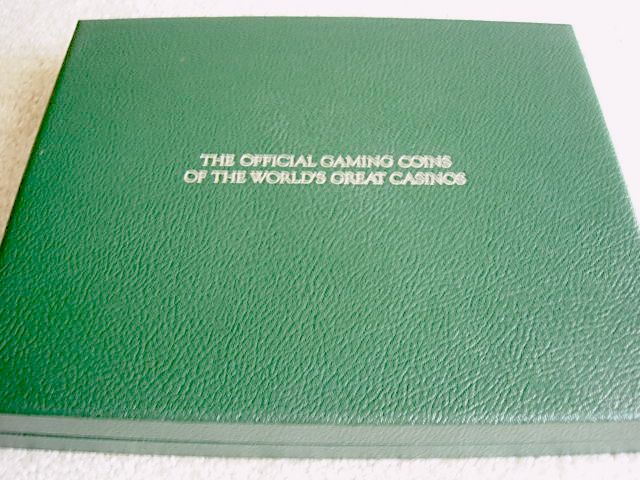 THE OFFICIAL GAMING COINS
OF THE WORLD'S GREAT CASINOS